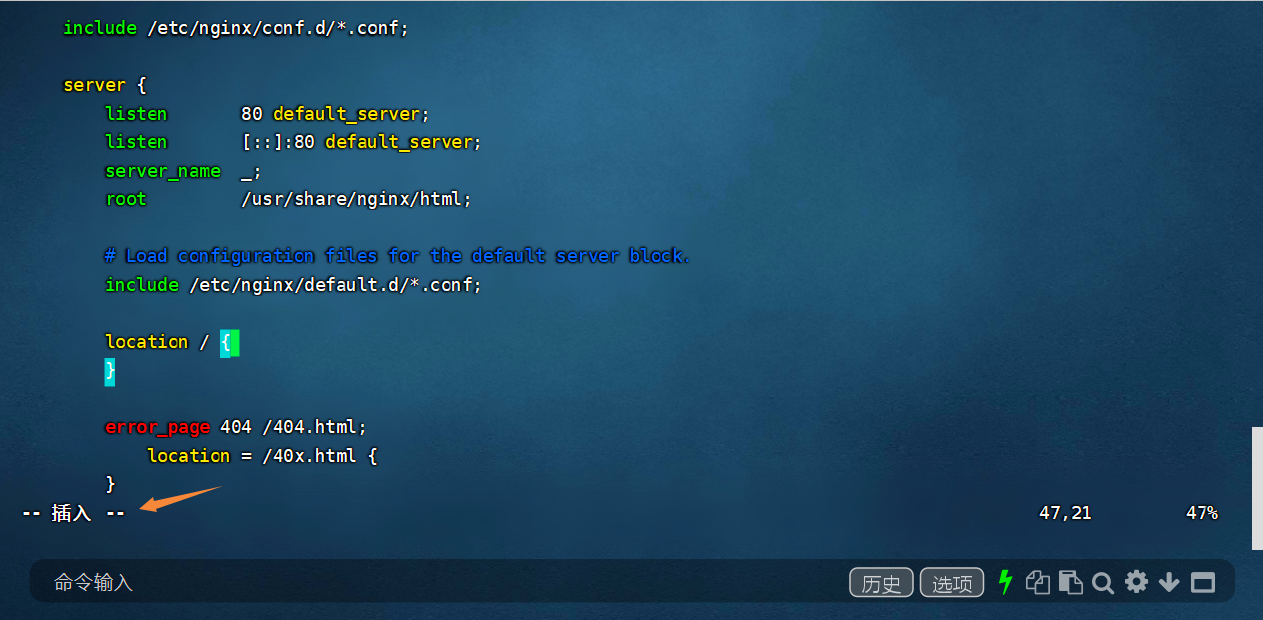 include /etc/nginx/conf.d/*.conf;
server {
listen 80 default_server;
listen [::]:80 default_server;
server_name _;
root /usr/share/nginx/html;
# Load configuration files for the default server block.
include /etc/nginx/default.d/*.conf;
location / {
}
error_page 404 /404.html;
location = /40x.html {
}
-- 插入 -- 47,21 47%
命令输入 历史 选项